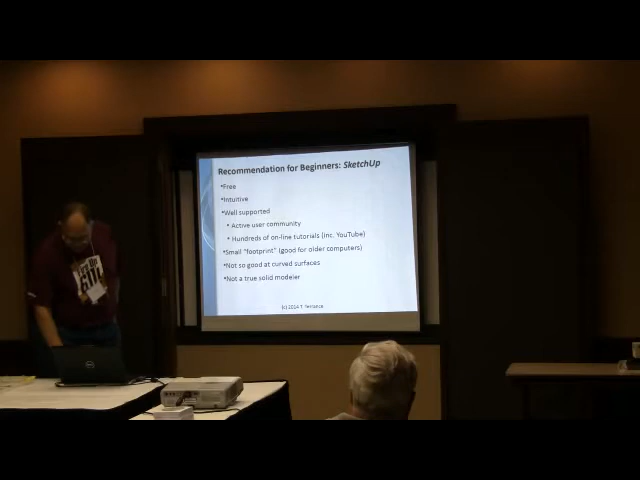 Recommendation for Beginners: SketchUp
•Free
•Intuitive
•Well supported
• Active user community
• Hundreds of on-line tutorials (inc. YouTube)
•Small "footprint" (good for older computers)
•Not so good at curved surfaces
•Not a true solid modeler
(c) 2014 T.
DELL